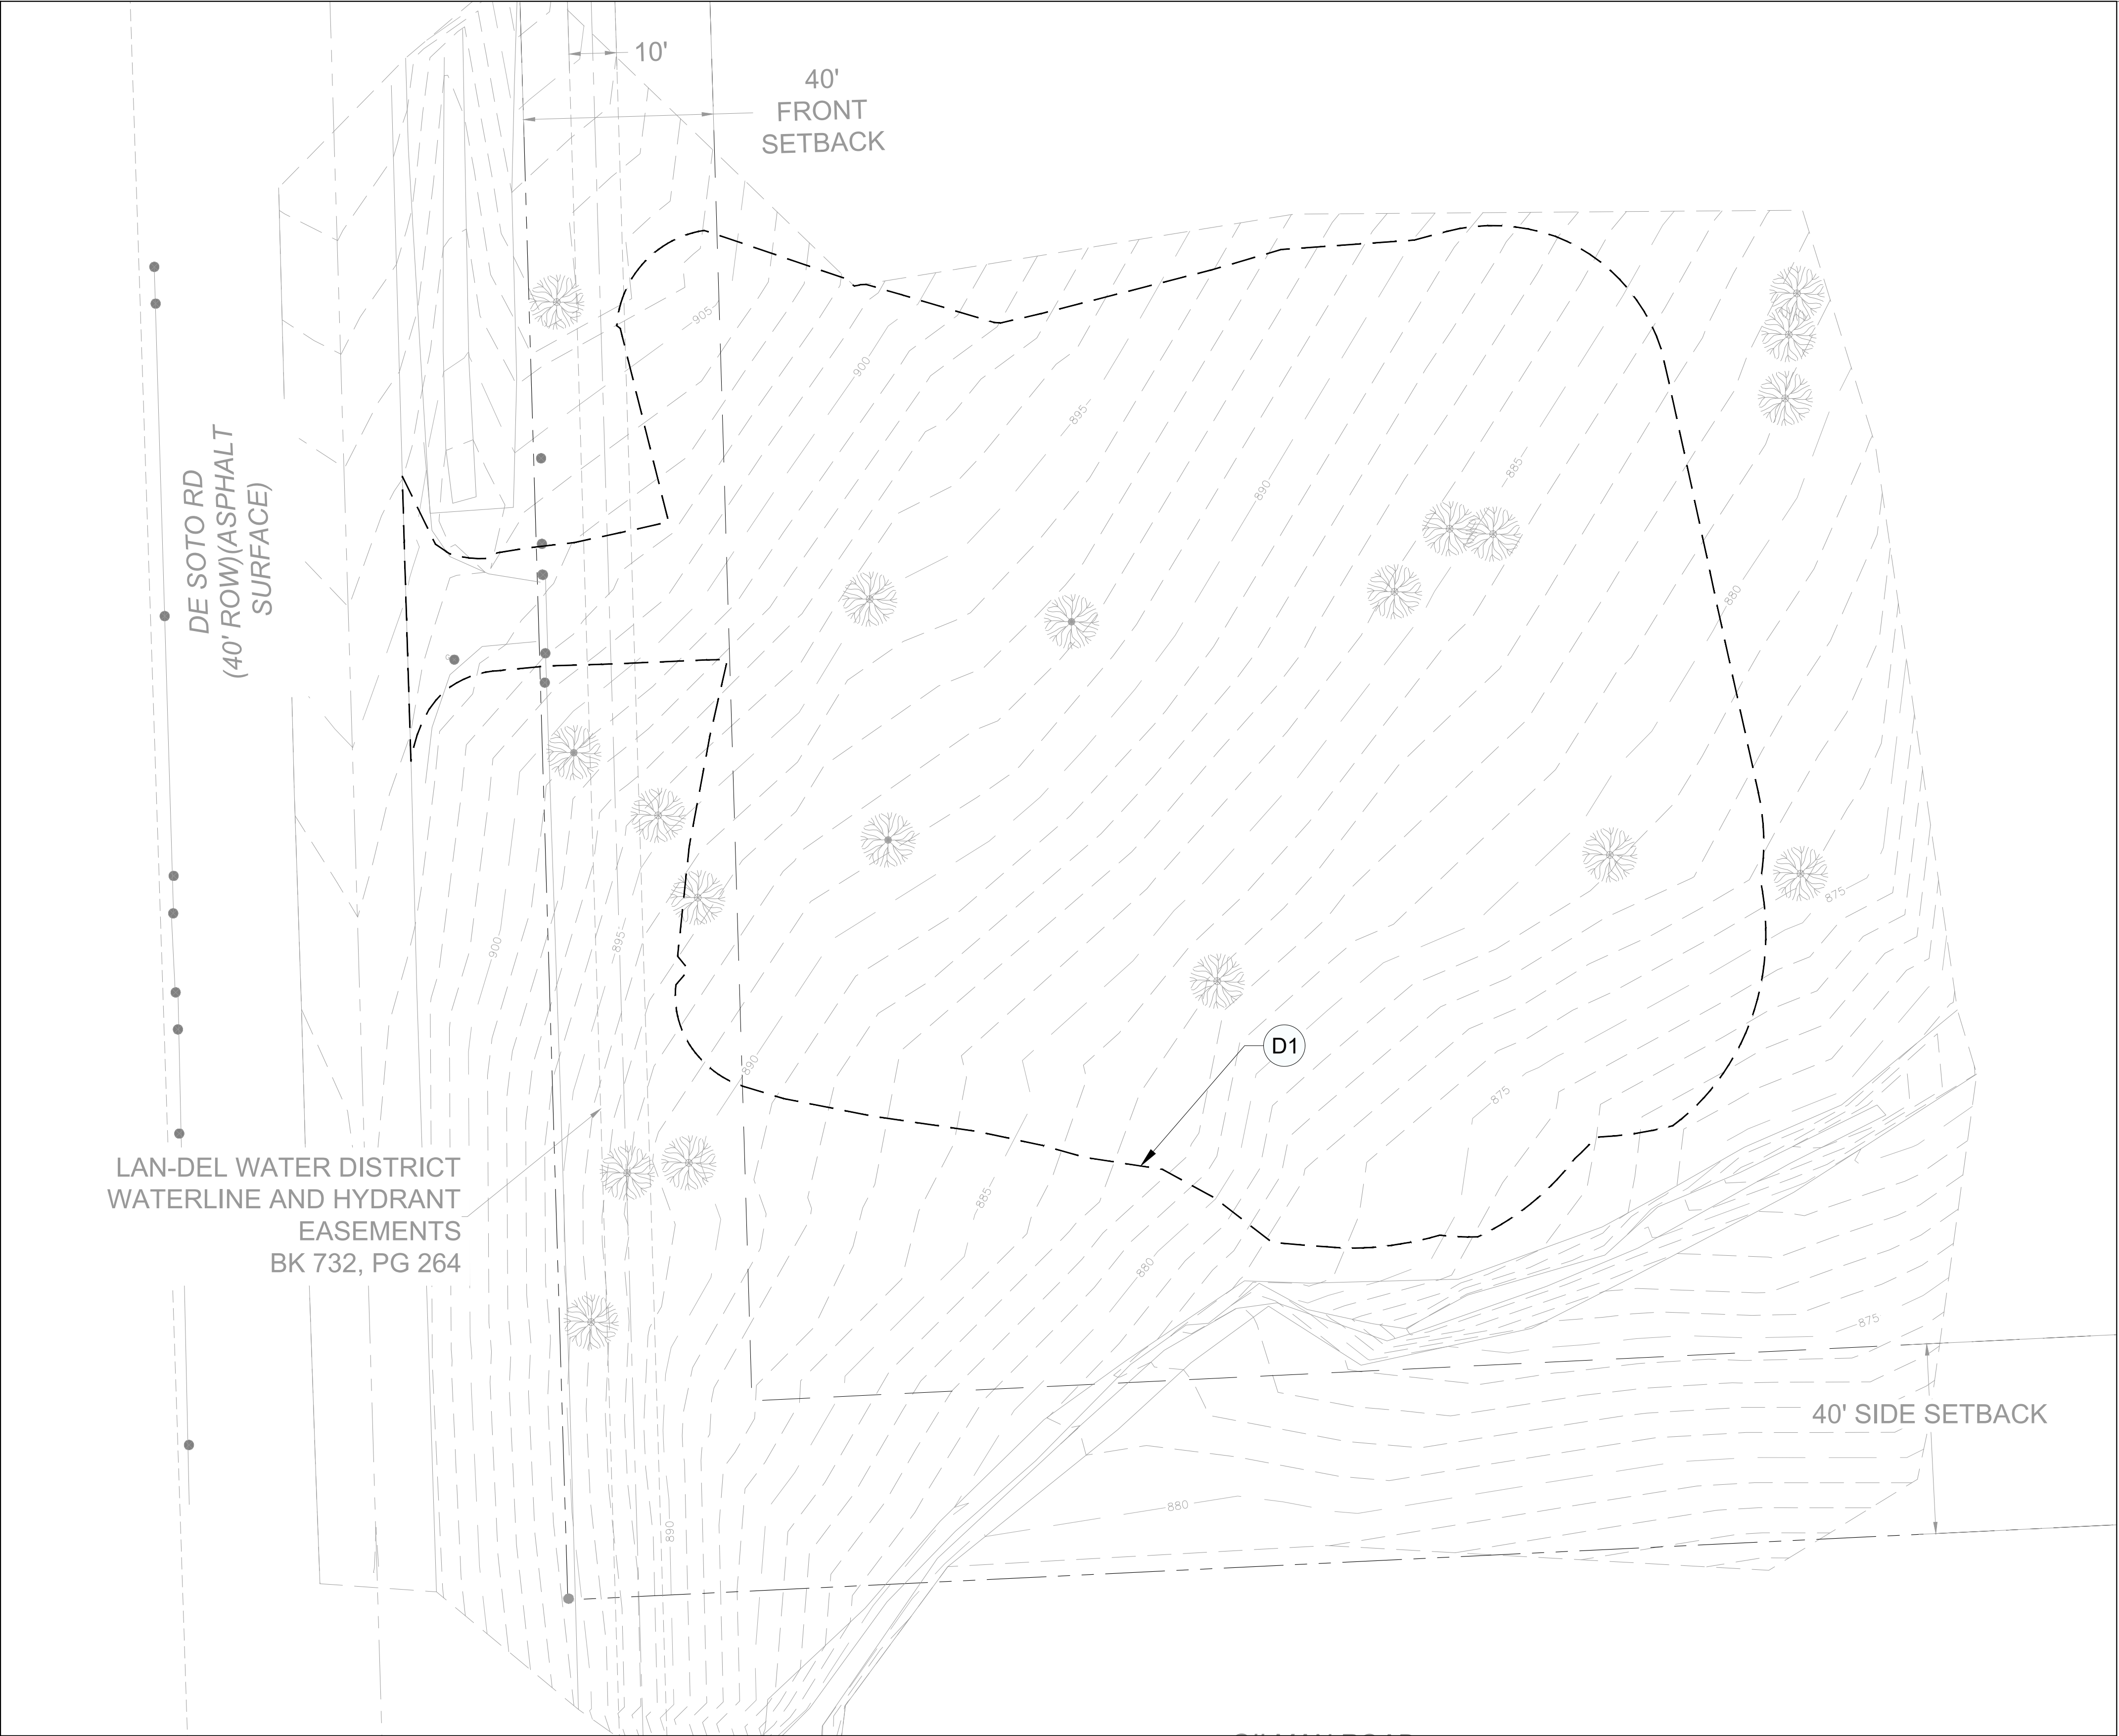 10'
40'
FRONT
SETBACK
DE SOTO RD
(40' ROW)(ASPHALT
SURFACE)
905
900
895
890
885
880
875
900
895
890
D1
875
885
880
LAN-DEL WATER DISTRICT
WATERLINE AND HYDRANT
EASEMENTS
BK 732, PG 264
875
40' SIDE SETBACK
880
890